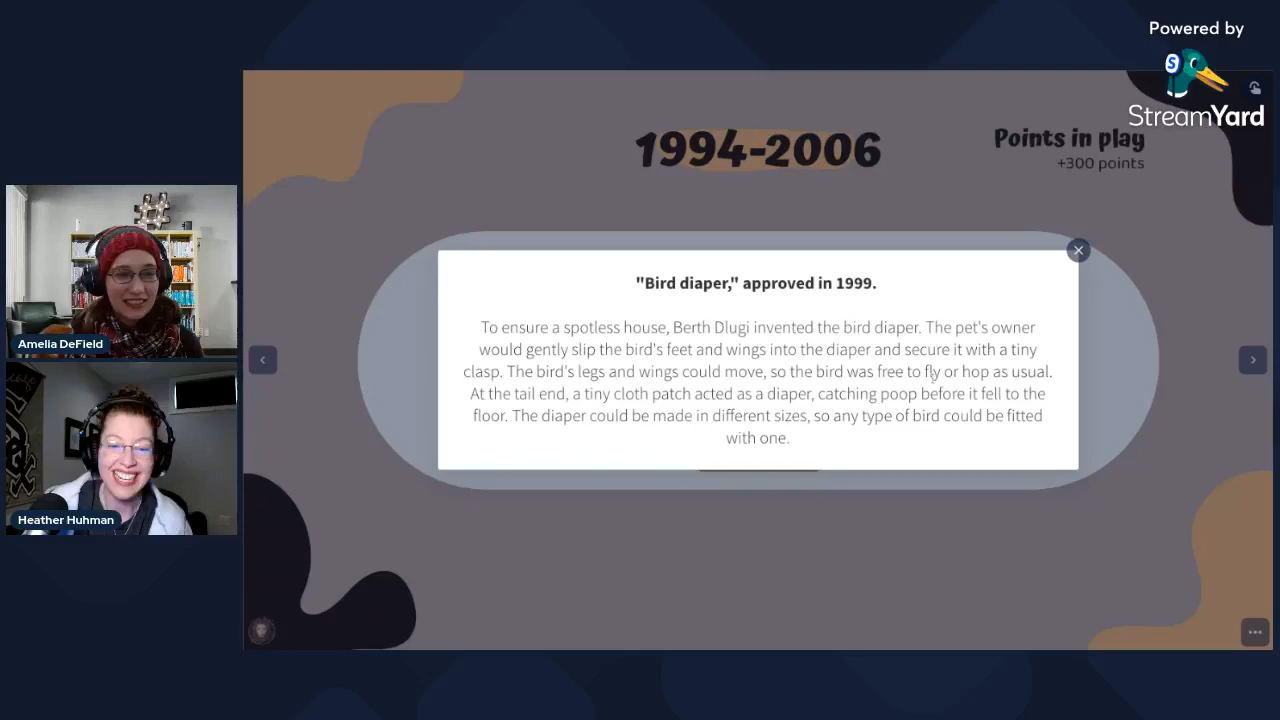 Powered by
StreamYard
1994-2006
Points in play
+300 points
"Bird diaper," approved in 1999.
To ensure a spotless house, Berth Dlugi invented the bird diaper. The pet's owner
would gently slip the bird's feet and wings into the diaper and secure it with a tiny
clasp. The bird's legs and wings could move, so the bird was free to fly or hop as usual.
At the tail end, a tiny cloth patch acted as a diaper, catching poop before it fell to the
floor. The diaper could be made in different sizes, so any type of bird could be fitted
with one.
#
Amelia DeField
Heather Huhman